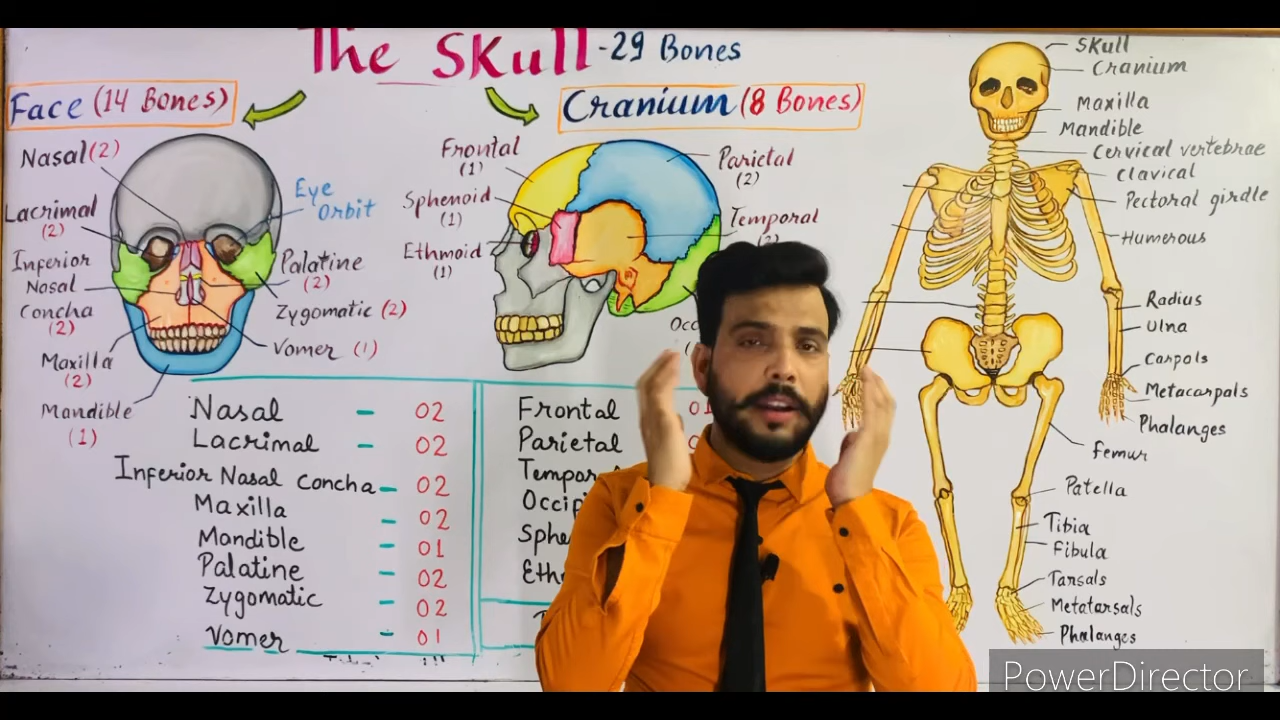 The Skull - 29 Bones
Face (14 Bones)
Nasal (2)
Lacrimal
(2)
Inferior
Nasal
Concha
(2)
Maxilla
(2)
Mandible
(1)
Eye
Orbit
Palatine
(2)
Zygomatic (2)
Vomer (1)
Cranium (8 Bones)
Frontal
(1)
Sphenoid
(1)
Ethmoid
(1)
Parietal
(2)
Temporal
Skull
Cranium
Maxilla
Mandible
Cervical vertebrae
Clavical
Pectoral girdle
Humerous
Radius
Ulna
Carpols
Metacarpals
Phalanges
Femur
Patella
Tibia
Fibula
Tarsals
Metatarsals
Phalanges
Nasal - 02
Lacrimal - 02
Inferior Nasal Concha - 02
Maxilla - 02
Mandible - 01
Palatine - 02
Zygomatic - 02
Vomer - 01
Frontal
Parietal
PowerDirector